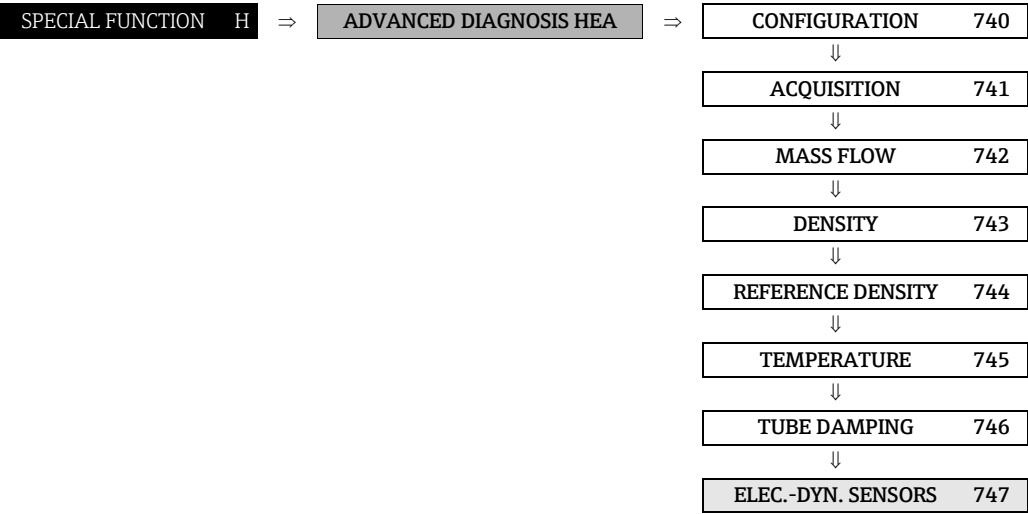 SPECIAL FUNCTION H ⇒ ADVANCED DIAGNOSIS HEA ⇒ CONFIGURATION 740
⇓
ACQUISITION 741
⇓
MASS FLOW 742
⇓
DENSITY 743
⇓
REFERENCE DENSITY 744
⇓
TEMPERATURE 745
⇓
TUBE DAMPING 746
⇓
ELEC.-DYN. SENSORS 747